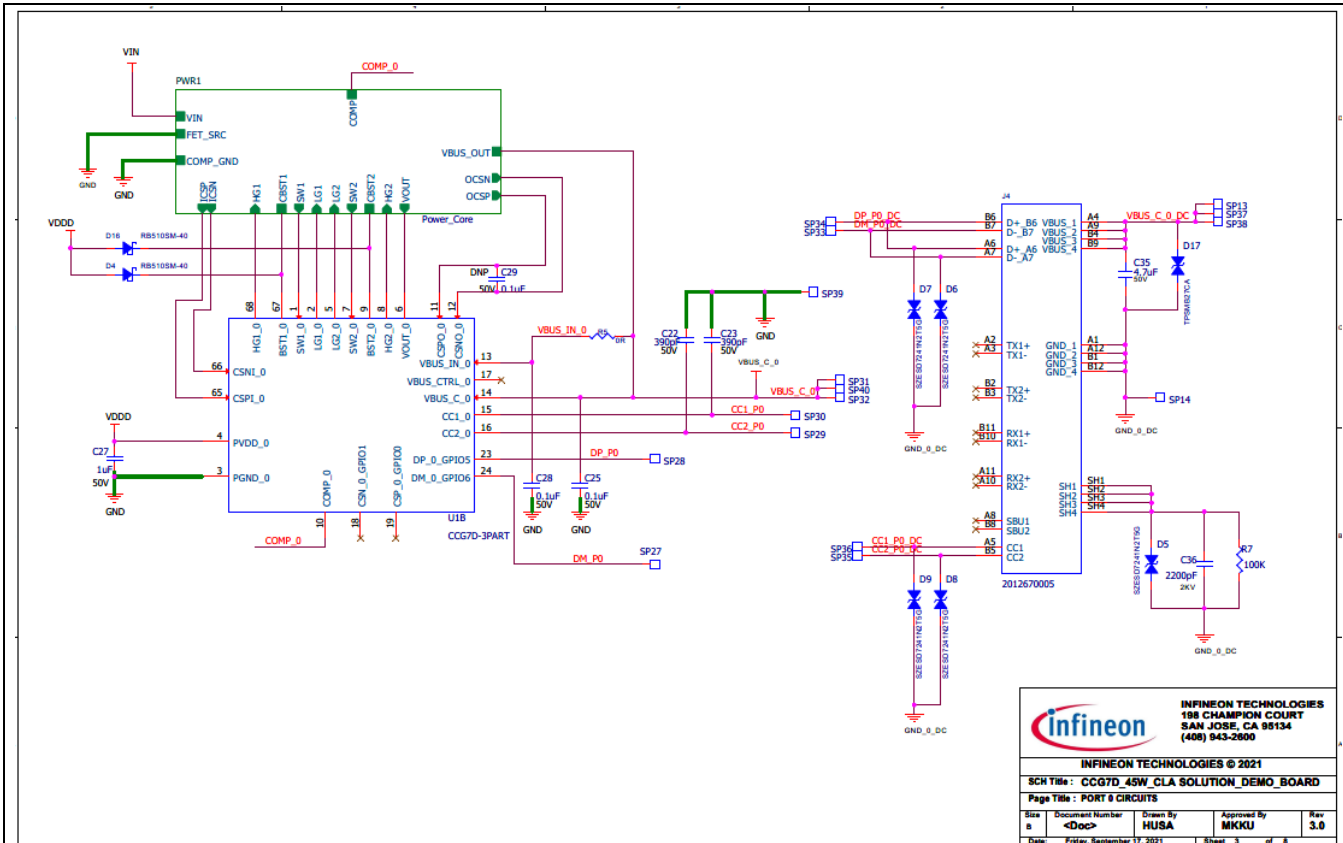 VIN
COMP_0
PWR1
COMP
VIN
FET_SRC
COMP_GND
VBUS_OUT
OCSN
OCSP
GND
GND
ICSP
ICSN
HG1
CBST1
SW1
LG1
LG2
SW2
CBST2
HG2
VOUT
Power_Core
VDDD
D16
RB510SM-40
D4
RB510SM-40
DNP
C29
50V
0.1uF
68
67
1
2
5
7
9
8
6
11
12
HG1_0
BST1_0
SW1_0
LG1_0
LG2_0
SW2_0
BST2_0
HG2_0
VOUT_0
CSPO_0
CSNO_0
66
CSNI_0
65
CSPI_0
VDDD
4
PVDD_0
C27
1uF
50V
3
PGND_0
GND
VBUS_IN_0
13
VBUS_CTRL_0
17
VBUS_C_0
14
CC1_0
15
CC2_0
16
DP_0_GPIO5
23
DM_0_GPIO6
24
COMP_0
CSN_0_GPIO1
CSP_0_GPIO0
10
18
19
U1B
CCG7D-3PART
COMP_0
VBUS_IN_0
R5
0R
C22
390pF
50V
C23
390pF
50V
GND
SP39
VBUS_C_0
VBUS_C_0
SP31
SP40
SP32
CC1_P0
SP30
CC2_P0
SP29
DP_P0
SP28
C28
0.1uF
50V
GND
C25
0.1uF
50V
GND
DM_P0
SP27
J4
SP34
DP_P0_DC
SP33
DM_P0_DC
B6
D+_B6
B7
D-_B7
A6
D+_A6
A7
D-_A7
VBUS_1
A4
VBUS_2
A9
VBUS_3
B4
VBUS_4
B9
VBUS_C_0_DC
SP13
SP37
SP38
C35
4.7uF
50V
D17
TPSMB27CA
D7
SZESD7241N2T5G
D6
SZESD7241N2T5G
GND_0_DC
A2
TX1+
A3
TX1-
B2
TX2+
B3
TX2-
B11
RX1+
B10
RX1-
A11
RX2+
A10
RX2-
A8
SBU1
B8
SBU2
A5
CC1
B5
CC2
GND_1
A1
GND_2
A12
GND_3
B1
GND_4
B12
SP14
GND_0_DC
SH1
SH1
SH2
SH2
SH3
SH3
SH4
SH4
2012670005
SP36
CC1_P0_DC
SP35
CC2_P0_DC
D9
SZESD7241N2T5G
D8
SZESD7241N2T5G
GND_0_DC
D5
SZESD7241N2T5G
C36
2200pF
2KV
R7
100K
GND_0_DC
infineon
INFINEON TECHNOLOGIES
198 CHAMPION COURT
SAN JOSE, CA 95134
(408) 943-2600
INFINEON TECHNOLOGIES © 2021
SCH Title : CCG7D_45W_CLA SOLUTION_DEMO_BOARD
Page Title : PORT 0 CIRCUITS
Size
B
Document Number
<Doc>
Drawn By
HUSA
Approved By
MKKU
Rev
3.0
Date: Friday, September 17, 2021
Sheet 3 of 8